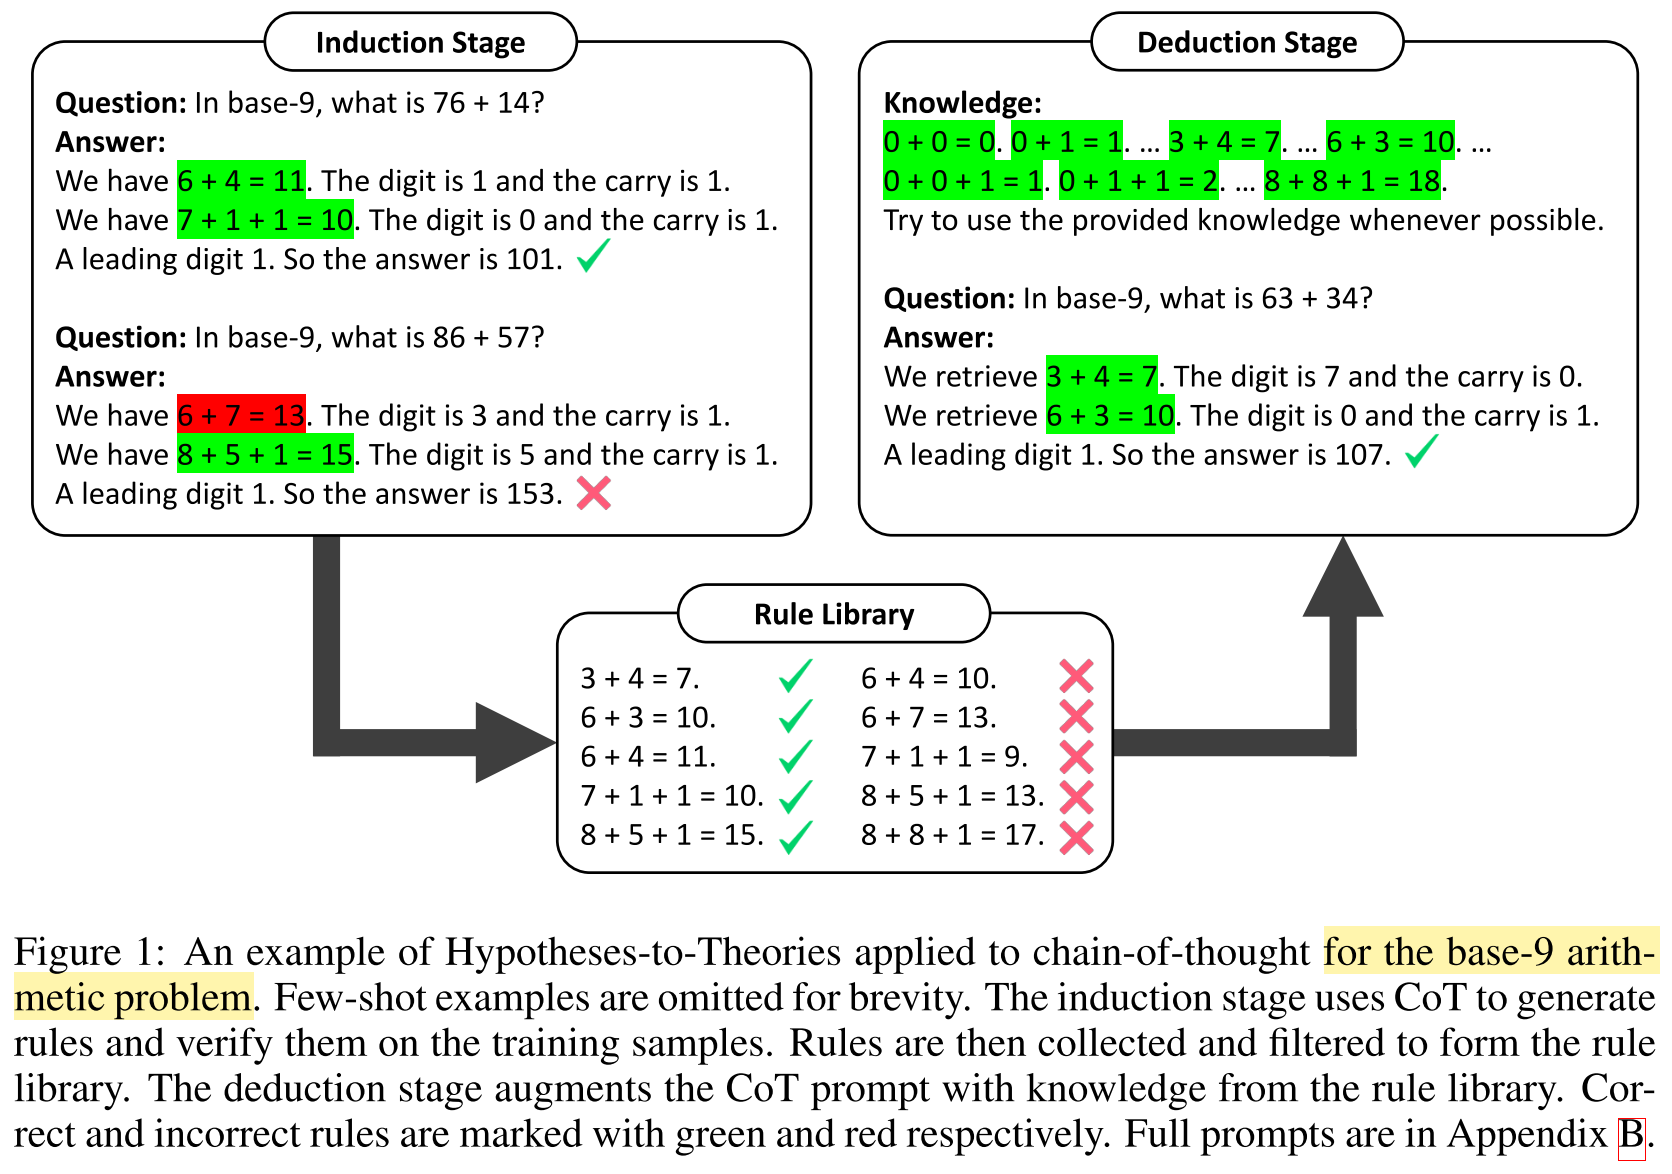 Induction Stage
Question: In base-9, what is 76 + 14?
Answer:
We have 6 + 4 = 11. The digit is 1 and the carry is 1.
We have 7 + 1 + 1 = 10. The digit is 0 and the carry is 1.
A leading digit 1. So the answer is 101.
Question: In base-9, what is 86 + 57?
Answer:
We have 6 + 7 = 13. The digit is 3 and the carry is 1.
We have 8 + 5 + 1 = 15. The digit is 5 and the carry is 1.
A leading digit 1. So the answer is 153.
Deduction Stage
Knowledge:
0 + 0 = 0. 0 + 1 = 1. ... 3 + 4 = 7. ... 6 + 3 = 10. ...
0 + 0 + 1 = 1. 0 + 1 + 1 = 2. ... 8 + 8 + 1 = 18.
Try to use the provided knowledge whenever possible.
Question: In base-9, what is 63 + 34?
Answer:
We retrieve 3 + 4 = 7. The digit is 7 and the carry is 0.
We retrieve 6 + 3 = 10. The digit is 0 and the carry is 1.
A leading digit 1. So the answer is 107.
Rule Library
3 + 4 = 7.
6 + 3 = 10.
6 + 4 = 11.
7 + 1 + 1 = 10.
8 + 5 + 1 = 15.
6 + 4 = 10.
6 + 7 = 13.
7 + 1 + 1 = 9.
8 + 5 + 1 = 13.
8 + 8 + 1 = 17.
Figure 1: An example of Hypotheses-to-Theories applied to chain-of-thought for the base-9 arith-
metic problem. Few-shot examples are omitted for brevity. The induction stage uses CoT to generate
rules and verify them on the training samples. Rules are then collected and filtered to form the rule
library. The deduction stage augments the CoT prompt with knowledge from the rule library. Cor-
rect and incorrect rules are marked with green and red respectively. Full prompts are in Appendix B.